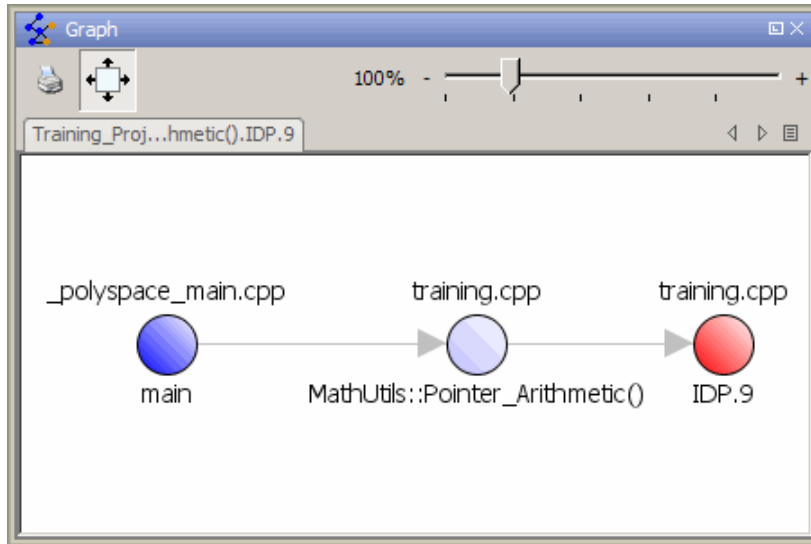 Graph
100% - +
Training_Proj...hmetic().IDP.9
_polyspace_main.cpp training.cpp training.cpp
main MathUtils::Pointer_Arithmetic() IDP.9